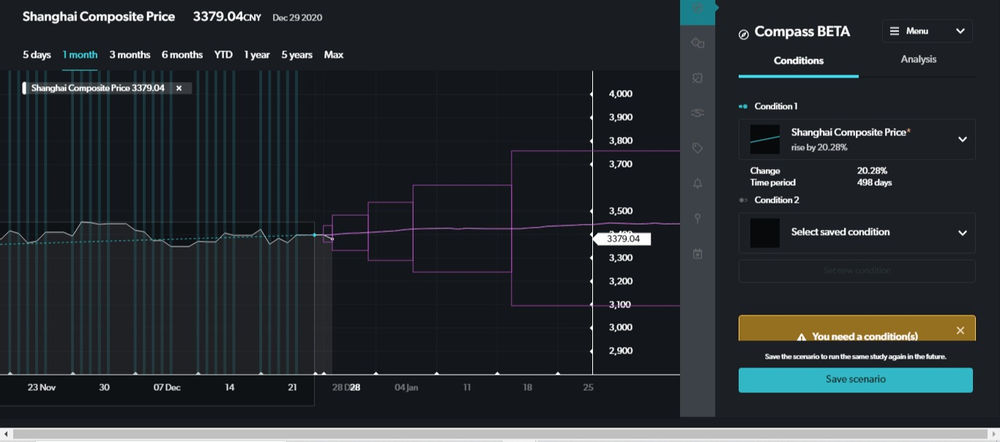 Shanghai Composite Price 3379.04CNY Dec 29 2020
5 days 1 month 3 months 6 months YTD 1 year 5 years Max
Shanghai Composite Price 3379.04 ×
4,000
3,900
3,800
3,700
3,500
3379.04
3,300
3,200
3,100
3,000
2,900
23 Nov 30 07 Dec 14 21 28 04 Jan 11 18 25
Compass BETA
Menu
Conditions Analysis
Condition 1
Shanghai Composite Price*
rise by 20.28%
Change 20.28%
Time period 498 days
Condition 2
Select saved condition
Set new condition
You need a condition(s)
Save the scenario to run the same study again in the future.
Save scenario